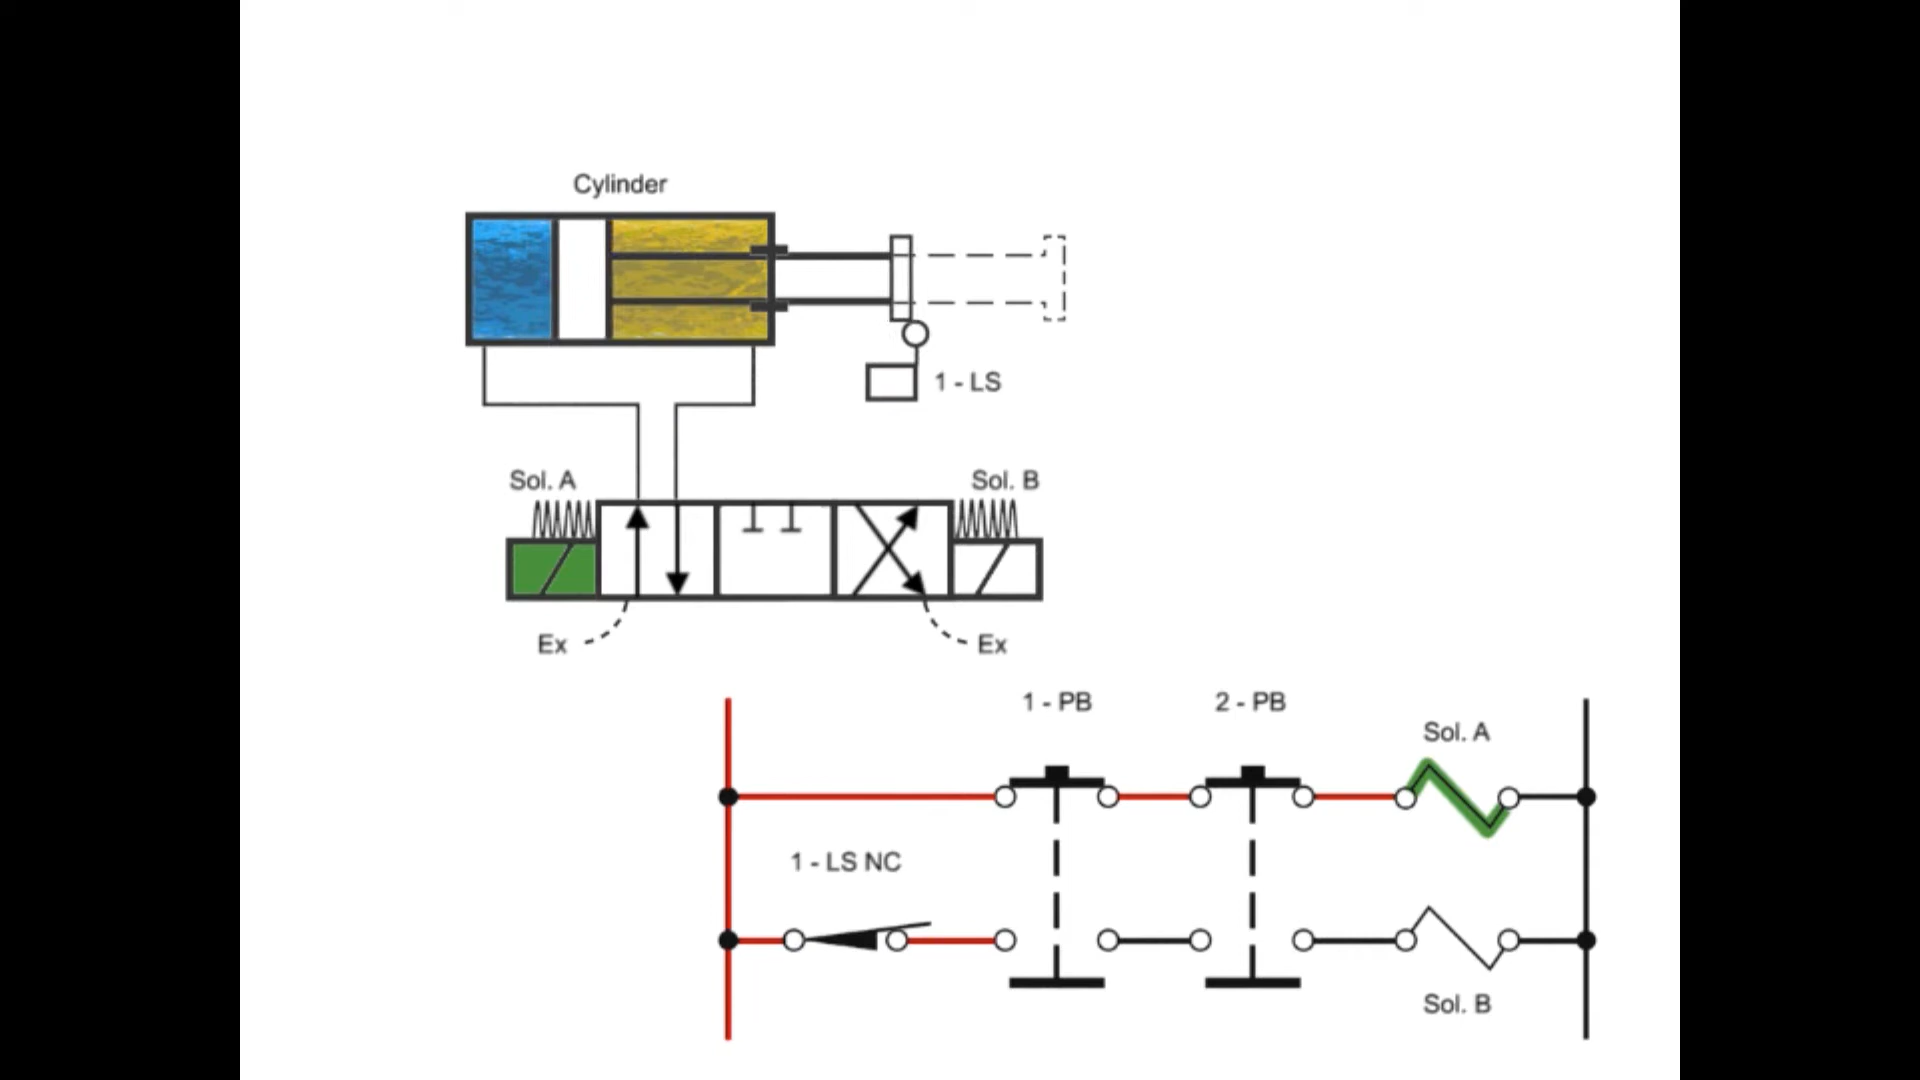 Cylinder
1 - LS
Sol. A
Sol. B
Ex
Ex
1 - PB
2 - PB
Sol. A
1 - LS NC
Sol. B